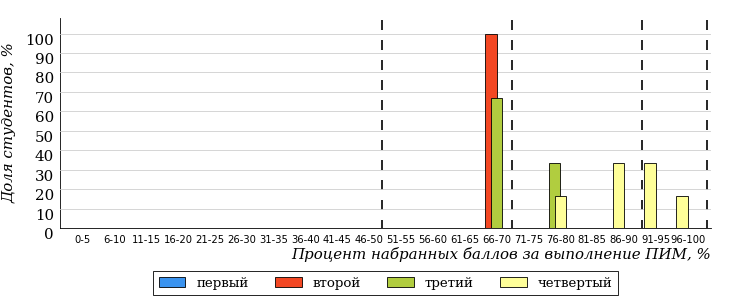 Доля студентов, %
100
90
80
70
60
50
40
30
20
10
0
0-5 6-10 11-15 16-20 21-25 26-30 31-35 36-40 41-45 46-50 51-55 56-60 61-65 66-70 71-75 76-80 81-85 86-90 91-95 96-100
Процент набранных баллов за выполнение ПИМ, %
первый второй третий четвертый